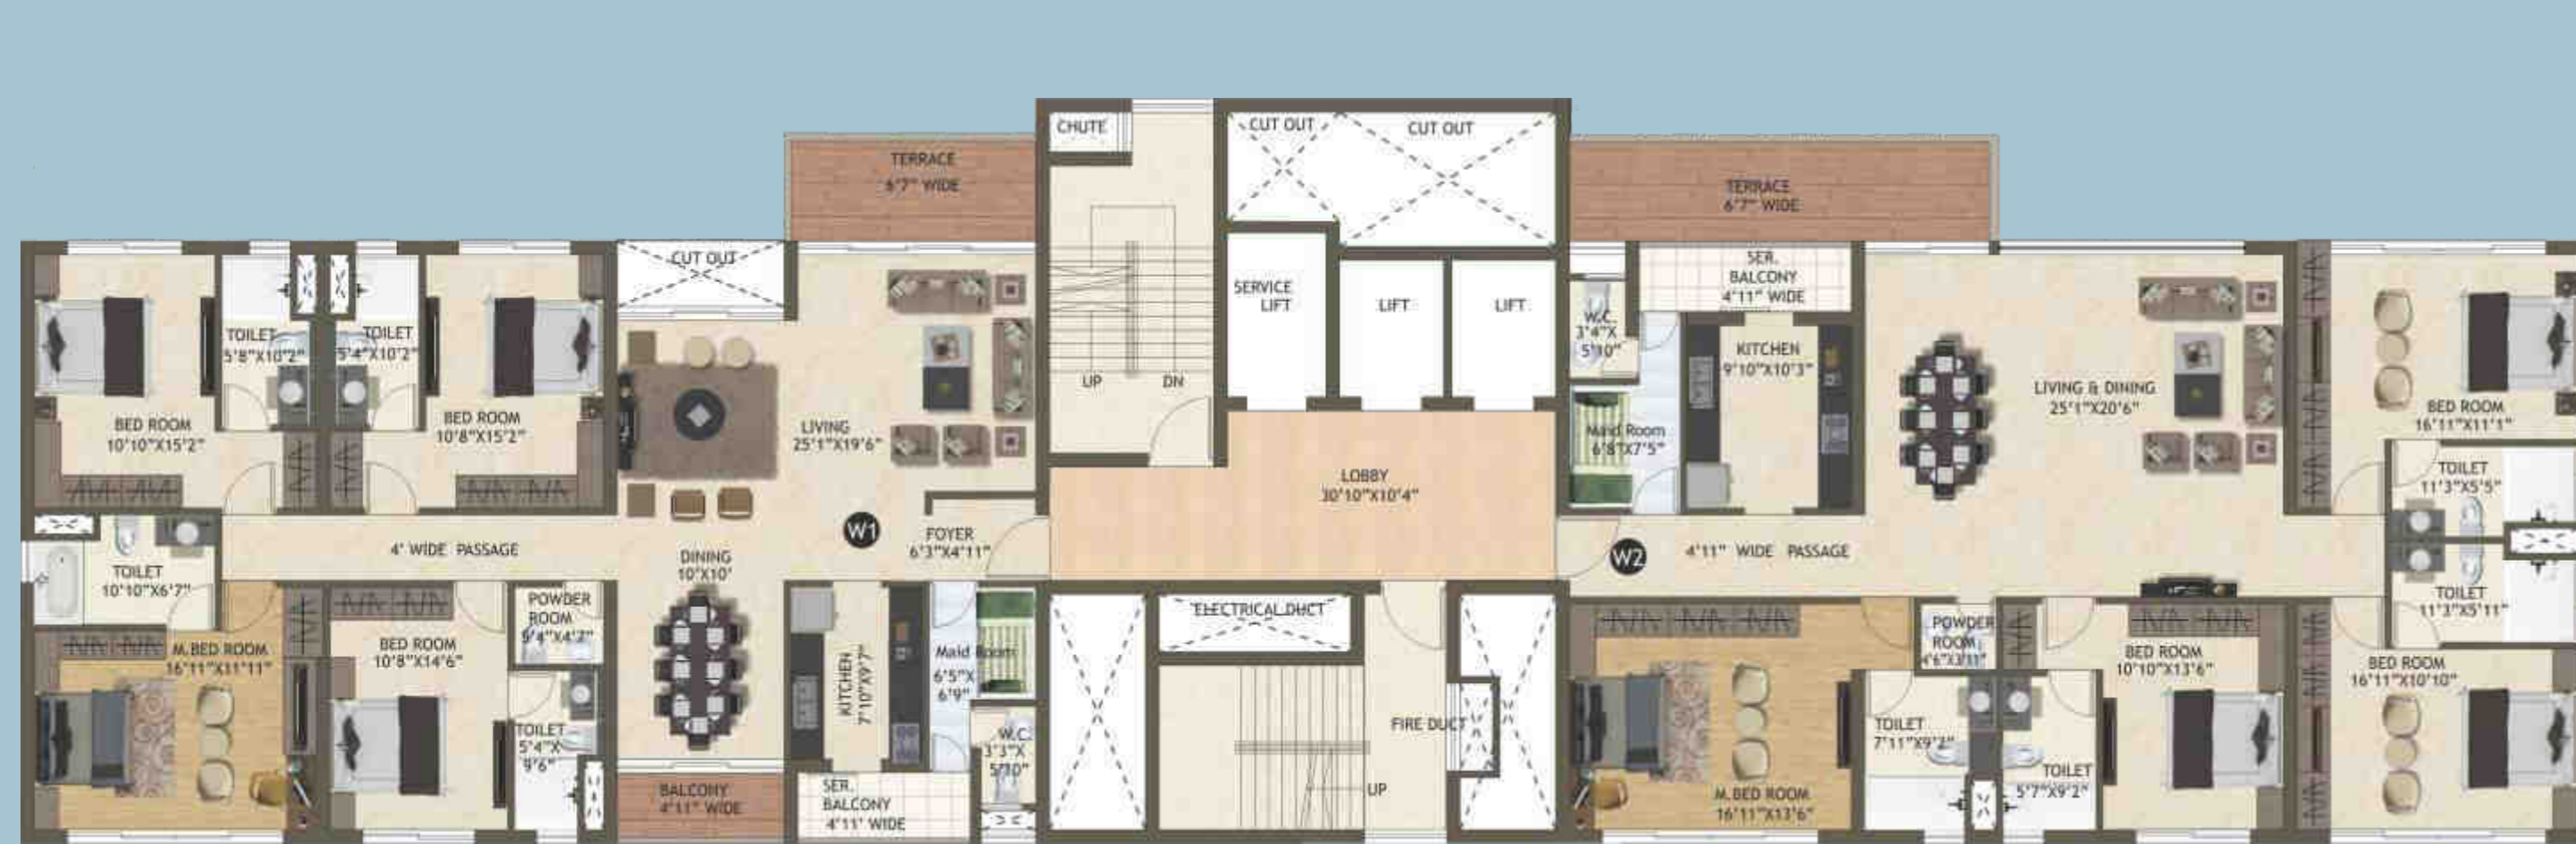 CHUTE
CUT OUT
CUT OUT
TERRACE
6'7" WIDE
TERRACE
6'7" WIDE
CUT OUT
SERVICE
LIFT
LIFT
LIFT
SER.
BALCONY
4'11" WIDE
W.C.
3'4"X
5'10"
TOILET
5'8"X10'2"
TOILET
5'4"X10'2"
BED ROOM
10'10"X15'2"
BED ROOM
10'8"X15'2"
LIVING
25'1"X19'6"
UP
DN
KITCHEN
9'10"X10'3"
Maid Room
6'8"X7'5"
LIVING & DINING
25'1"X20'6"
BED ROOM
16'11"X11'1"
LOBBY
30'10"X10'4"
TOILET
11'3"X5'5"
W1
FOYER
6'3"X4'11"
4' WIDE PASSAGE
DINING
10'X10'
W2
4'11" WIDE PASSAGE
TOILET
10'10"X6'7"
TOILET
11'3"X5'11"
POWDER
ROOM
5'4"X4'7"
ELECTRICAL DUCT
POWDER
ROOM
4'6"X3'11"
M.BED ROOM
16'11"X11'11"
BED ROOM
10'8"X14'6"
KITCHEN
7'10"X9'7"
Maid Room
6'5"X
6'9"
BED ROOM
10'10"X13'6"
BED ROOM
16'11"X10'10"
TOILET
5'4"X
9'6"
W.C.
3'3"X
5'10"
FIRE DUCT
TOILET
7'11"X9'2"
TOILET
5'7"X9'2"
BALCONY
4'11" WIDE
SER.
BALCONY
4'11' WIDE
UP
M.BED ROOM
16'11"X13'6"